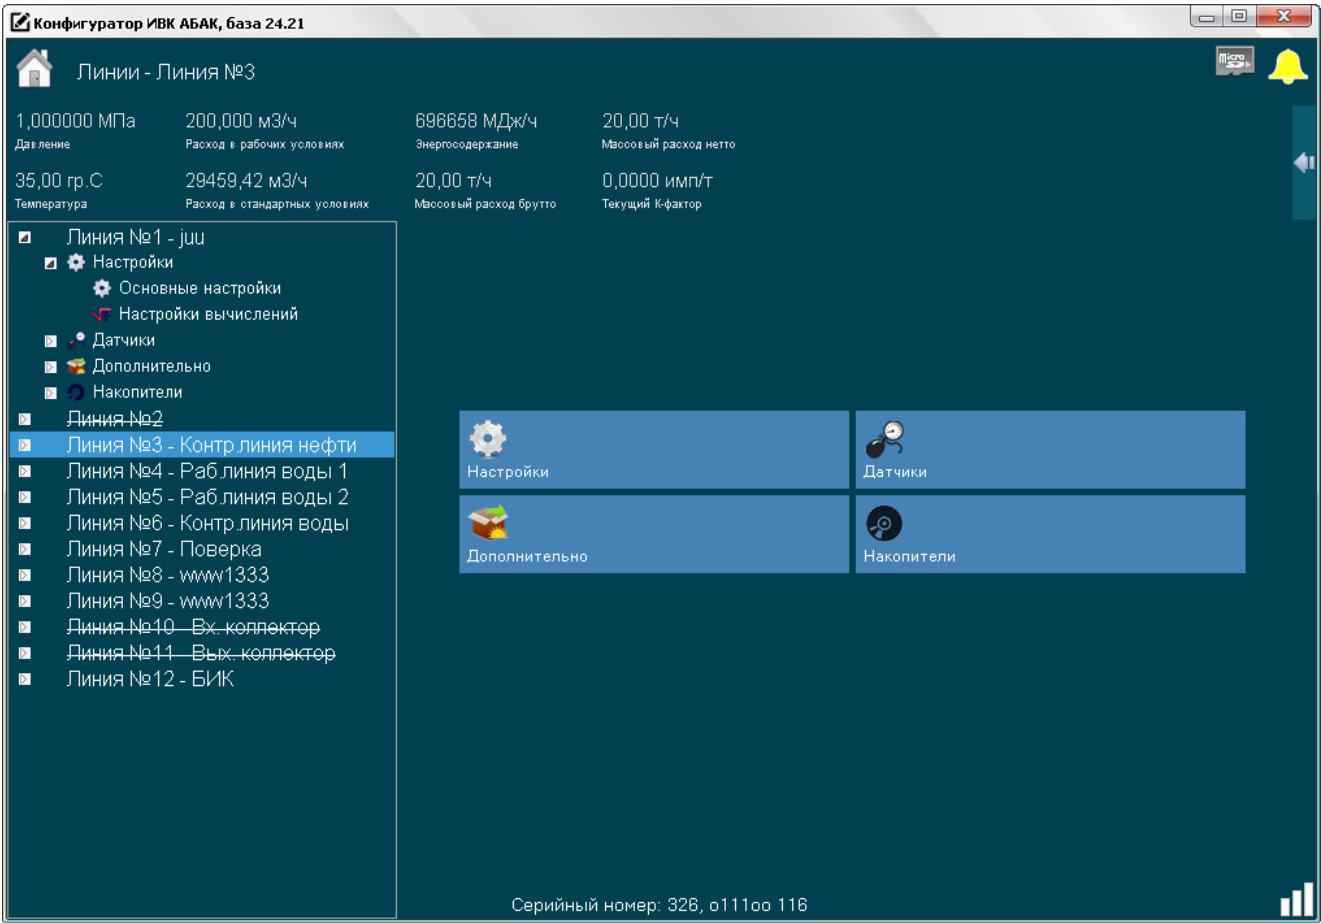 Конфигуратор ИВК АБАК, база 24.21
Линии - Линия №3
micro
1,000000 МПа
Давление
200,000 м3/ч
Расход в рабочих условиях
696658 МДж/ч
Энергосодержание
20,00 т/ч
Массовый расход нетто
35,00 гр.С
Температура
29459,42 м3/ч
Расход в стандартных условиях
20,00 т/ч
Массовый расход брутто
0,0000 имп/т
Текущий К-фактор
Линия №1 - juu
Настройки
Основные настройки
Настройки вычислений
Датчики
Дополнительно
Накопители
Линия №2
Линия №3 - Контр.линия нефти
Линия №4 - Раб.линия воды 1
Линия №5 - Раб.линия воды 2
Линия №6 - Контр.линия воды
Линия №7 - Поверка
Линия №8 - www1333
Линия №9 - www1333
Линия №10 - Вх. коллектор
Линия №11 - Вых. коллектор
Линия №12 - БИК
Настройки
Датчики
Дополнительно
Накопители
Серийный номер: 326, о111оо 116